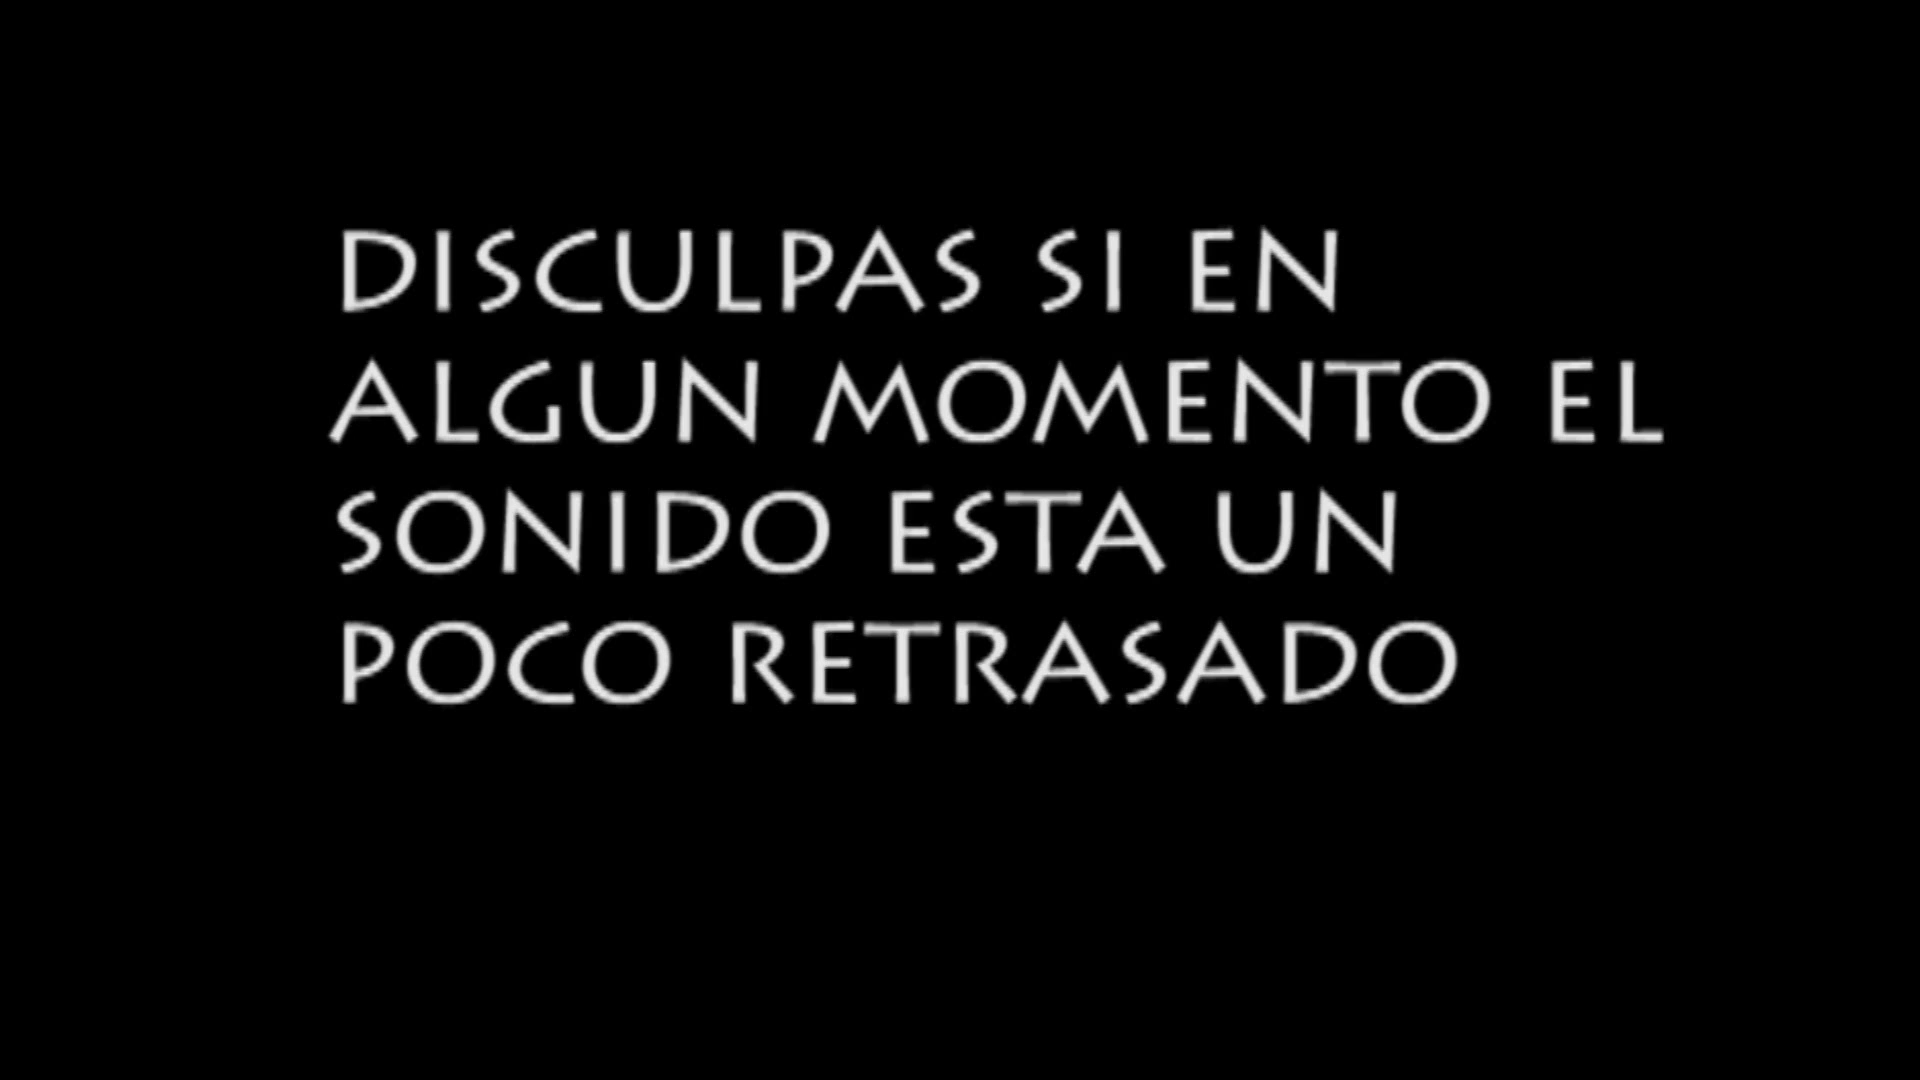 DISCULPAS SI EN
ALGUN MOMENTO EL
SONIDO ESTA UN
POCO RETRASADO